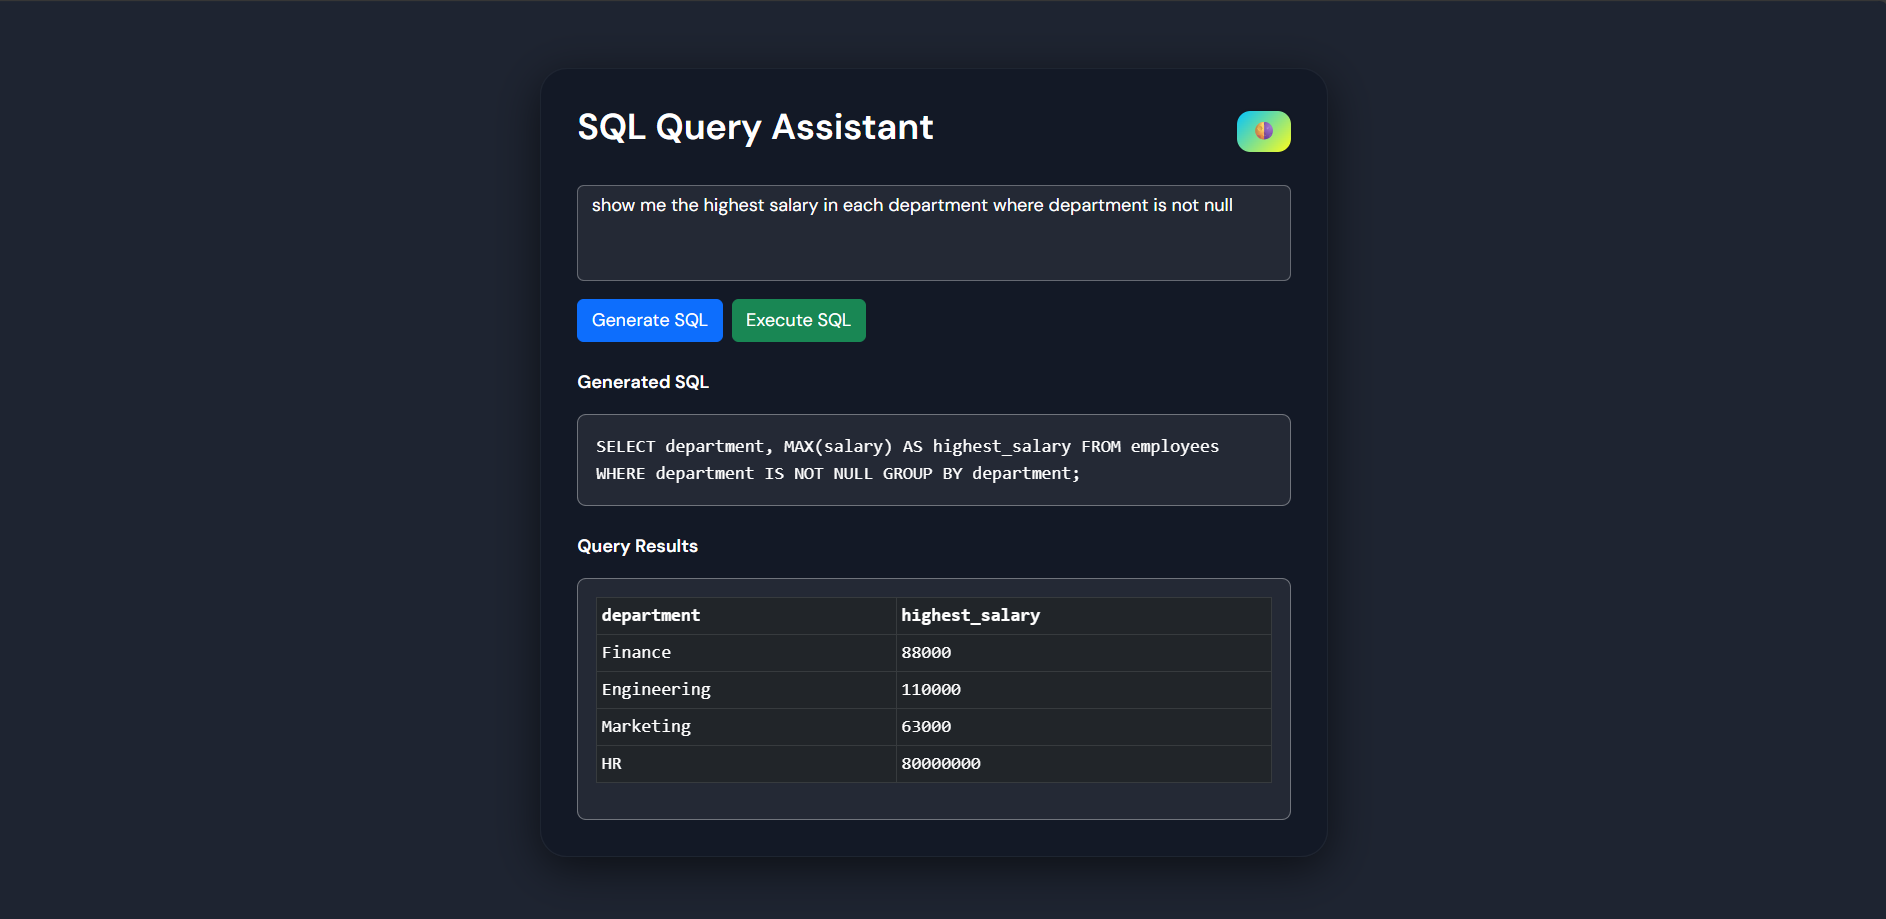 SQL Query Assistant
show me the highest salary in each department where department is not null
Generate SQL Execute SQL
Generated SQL
SELECT department, MAX(salary) AS highest_salary FROM employees
WHERE department IS NOT NULL GROUP BY department;
Query Results
department highest_salary
Finance 88000
Engineering 110000
Marketing 63000
HR 80000000